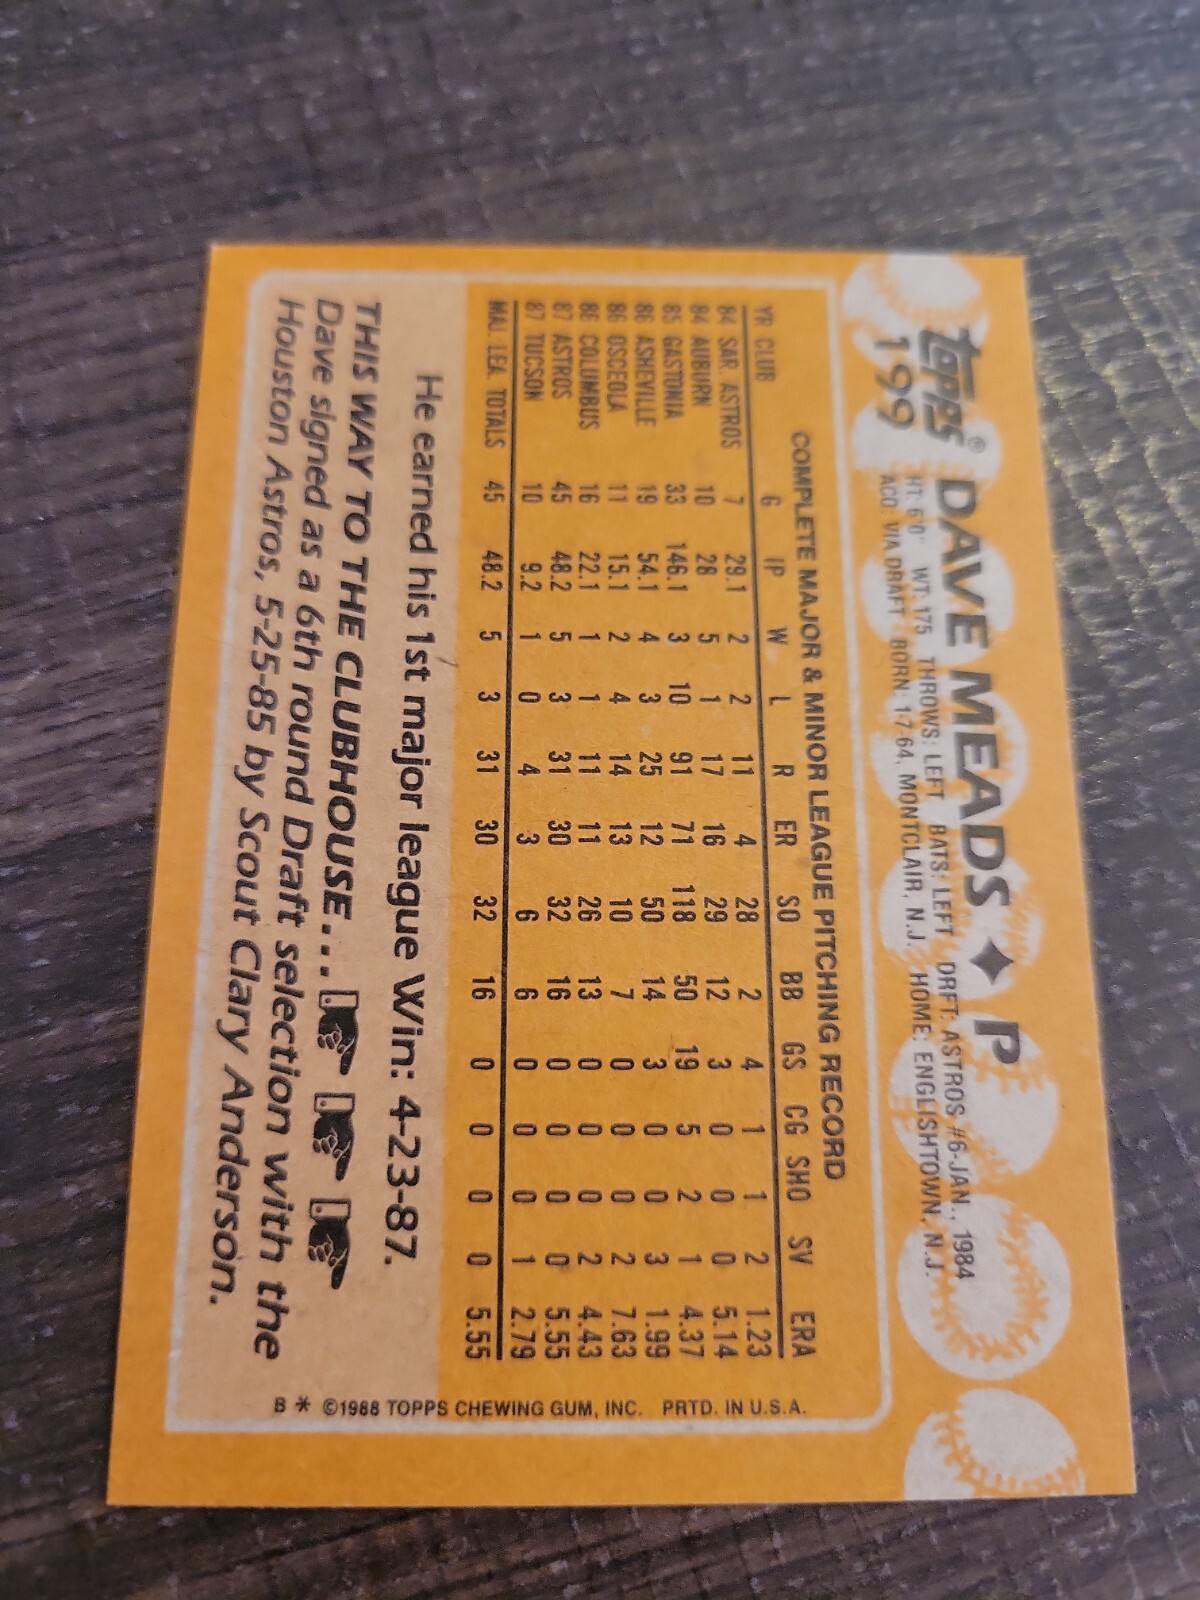 topps® DAVE MEADS ♦ P
199 HT: 6'0" WT: 175 THROWS: LEFT BATS: LEFT DRFT: ASTROS #6-JAN., 1984
ACQ: VIA DRAFT BORN: 1-7-64, MONTCLAIR, N.J. HOME: ENGLISHTOWN, N.J.
COMPLETE MAJOR & MINOR LEAGUE PITCHING RECORD
YR CLUB G IP W L R ER SO BB GS CG SHO SV ERA
84 SAR. ASTROS 7 29.1 2 2 11 4 28 2 4 1 1 2 1.23
84 AUBURN 10 28 5 1 17 16 29 12 3 0 0 0 5.14
85 GASTONIA 33 146.1 3 10 91 71 118 50 19 5 2 1 4.37
86 ASHEVILLE 19 54.1 4 3 25 12 50 14 3 0 0 3 1.99
86 OSCEOLA 11 15.1 2 4 14 13 10 7 0 0 0 2 7.63
86 COLUMBUS 16 22.1 1 1 11 11 26 13 0 0 0 2 4.43
87 ASTROS 45 48.2 5 3 31 30 32 16 0 0 0 0 5.55
87 TUCSON 10 9.2 1 0 4 3 6 6 0 0 0 1 2.79
MAJ. LEA. TOTALS 45 48.2 5 3 31 30 32 16 0 0 0 0 5.55
He earned his 1st major league Win: 4-23-87.
THIS WAY TO THE CLUBHOUSE...
Dave signed as a 6th round Draft selection with the
Houston Astros, 5-25-85 by Scout Clary Anderson.
B * ©1988 TOPPS CHEWING GUM, INC. PRTD. IN U.S.A.